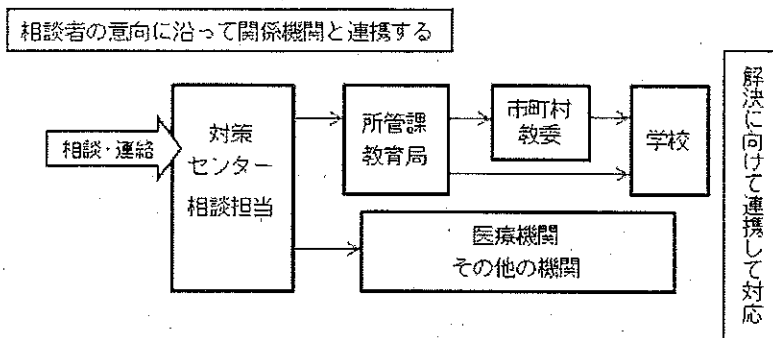 相談者の意向に沿って関係機関と連携する
相談・連絡
対策
センター
相談担当
所管課
教育局
市町村
教委
学校
医療機関
その他の機関
解決に向けて連携して対応